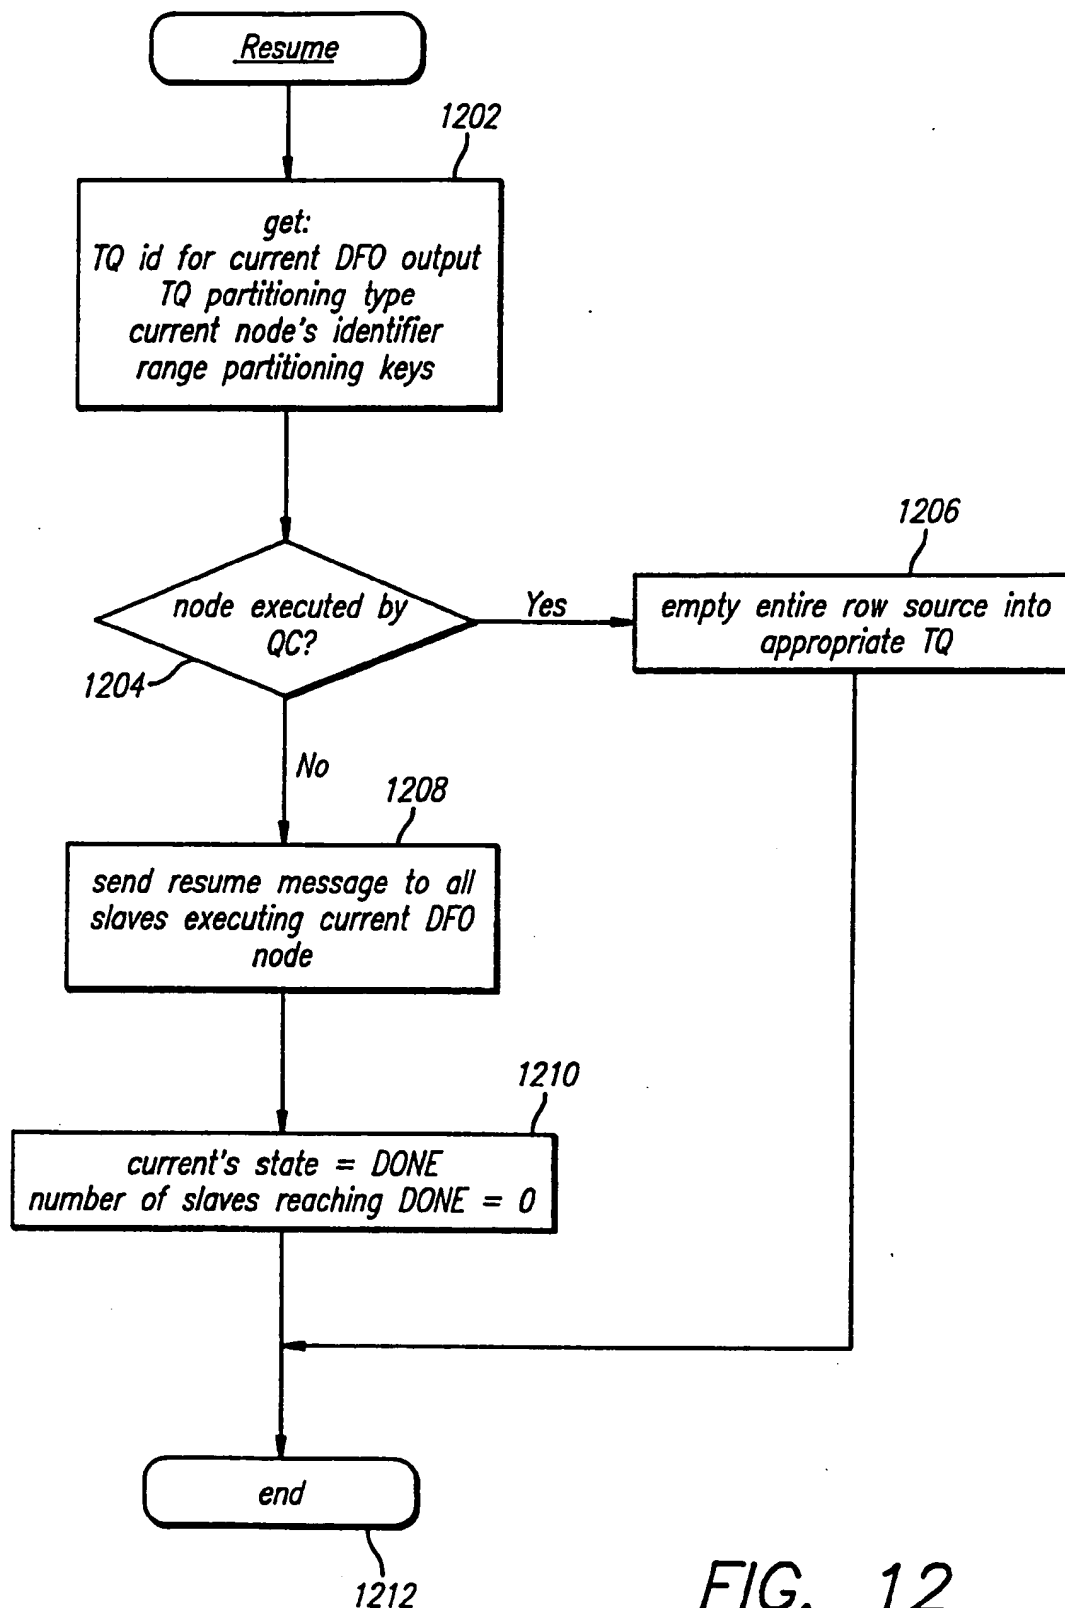 Resume
1202
get:
TQ id for current DFO output
TQ partitioning type
current node's identifier
range partitioning keys
1204
node executed by
QC?
Yes
1206
empty entire row source into
appropriate TQ
No
1208
send resume message to all
slaves executing current DFO
node
1210
current's state = DONE
number of slaves reaching DONE = 0
end
1212
FIG. 12